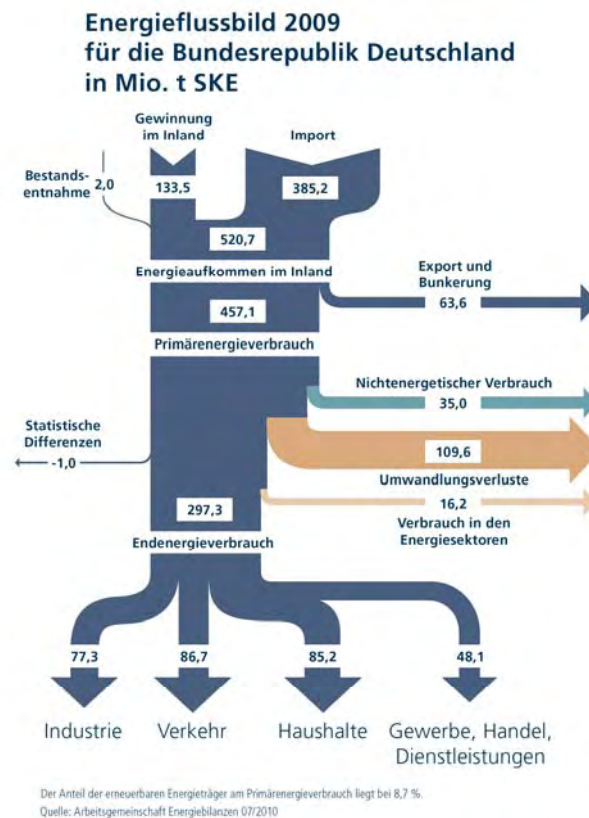 Energieflussbild 2009
für die Bundesrepublik Deutschland
in Mio. t SKE
Gewinnung
im Inland
Import
Bestands-
entnahme
2,0
133,5
385,2
520,7
Energieaufkommen im Inland
Export und
Bunkerung
63,6
457,1
Primärenergieverbrauch
Nichtenergetischer Verbrauch
35,0
Statistische
Differenzen
-1,0
109,6
Umwandlungsverluste
16,2
Verbrauch in den
Energiesektoren
297,3
Endenergieverbrauch
77,3
86,7
85,2
48,1
Industrie
Verkehr
Haushalte
Gewerbe, Handel,
Dienstleistungen
Der Anteil der erneuerbaren Energieträger am Primärenergieverbrauch liegt bei 8,7 %.
Quelle: Arbeitsgemeinschaft Energiebilanzen 07/2010